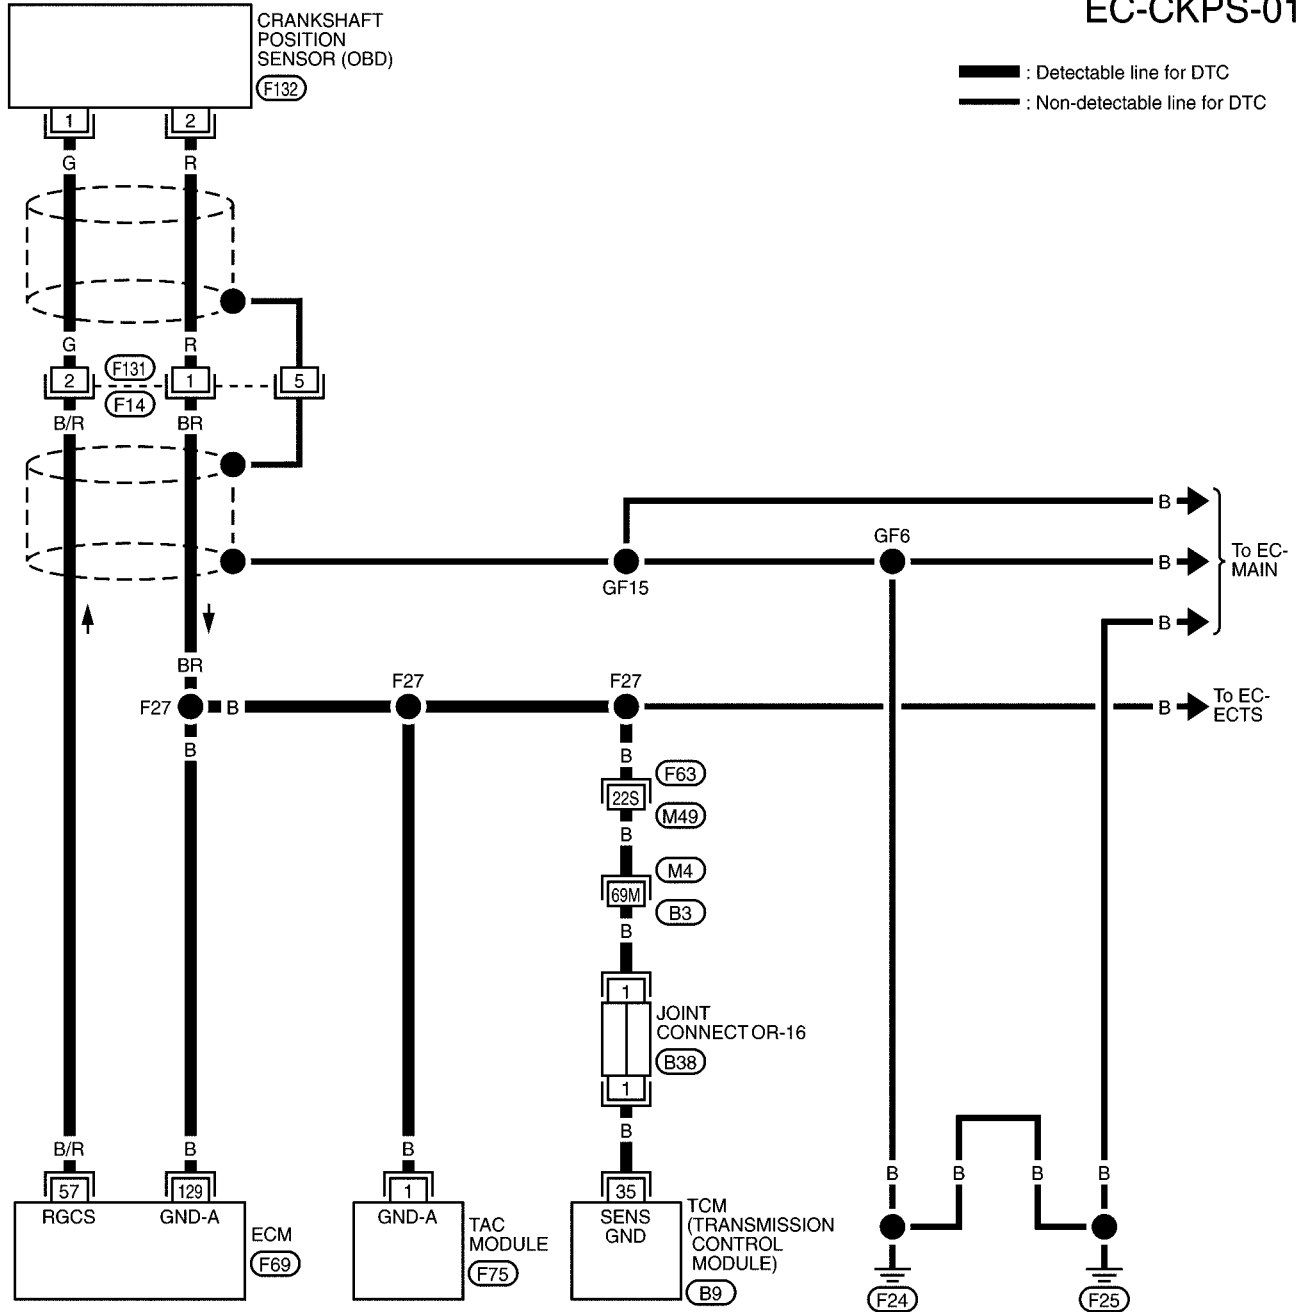 EC-CKPS-01
CRANKSHAFT
POSITION
SENSOR (OBD)
F132
: Detectable line for DTC
: Non-detectable line for DTC
1
2
G
R
G
R
2
F131
F14
1
5
B/R
BR
B
GF6
B
GF15
B
To EC-
MAIN
BR
F27
B
F27
F27
B
To EC-
ECTS
B
B
F63
22S
M49
B
M4
69M
B3
B
1
JOINT
CONNECTOR-16
B38
1
B
B/R
B
B
B
B
B
B
57
129
1
35
RGCS
GND-A
ECM
F69
GND-A
TAC
MODULE
F75
SENS
GND
TCM
(TRANSMISSION
CONTROL
MODULE)
B9
F24
F25